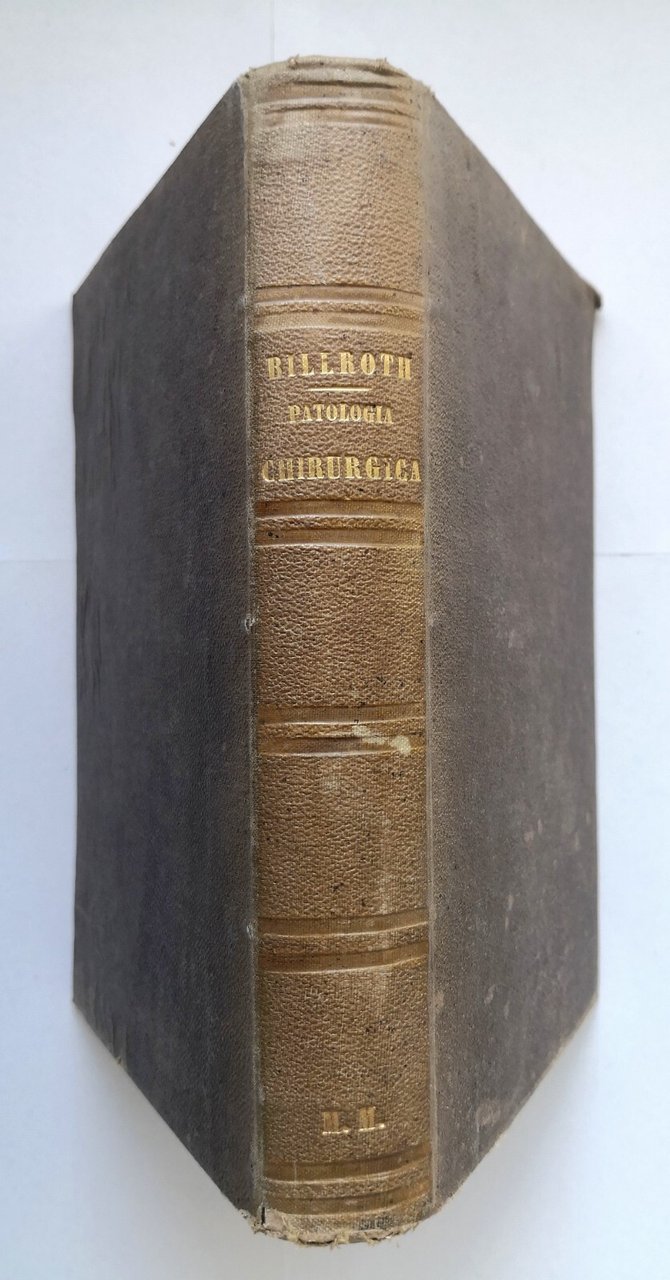 BILLROTH
PATOLOGIA
CHIRURGICA
M. M.